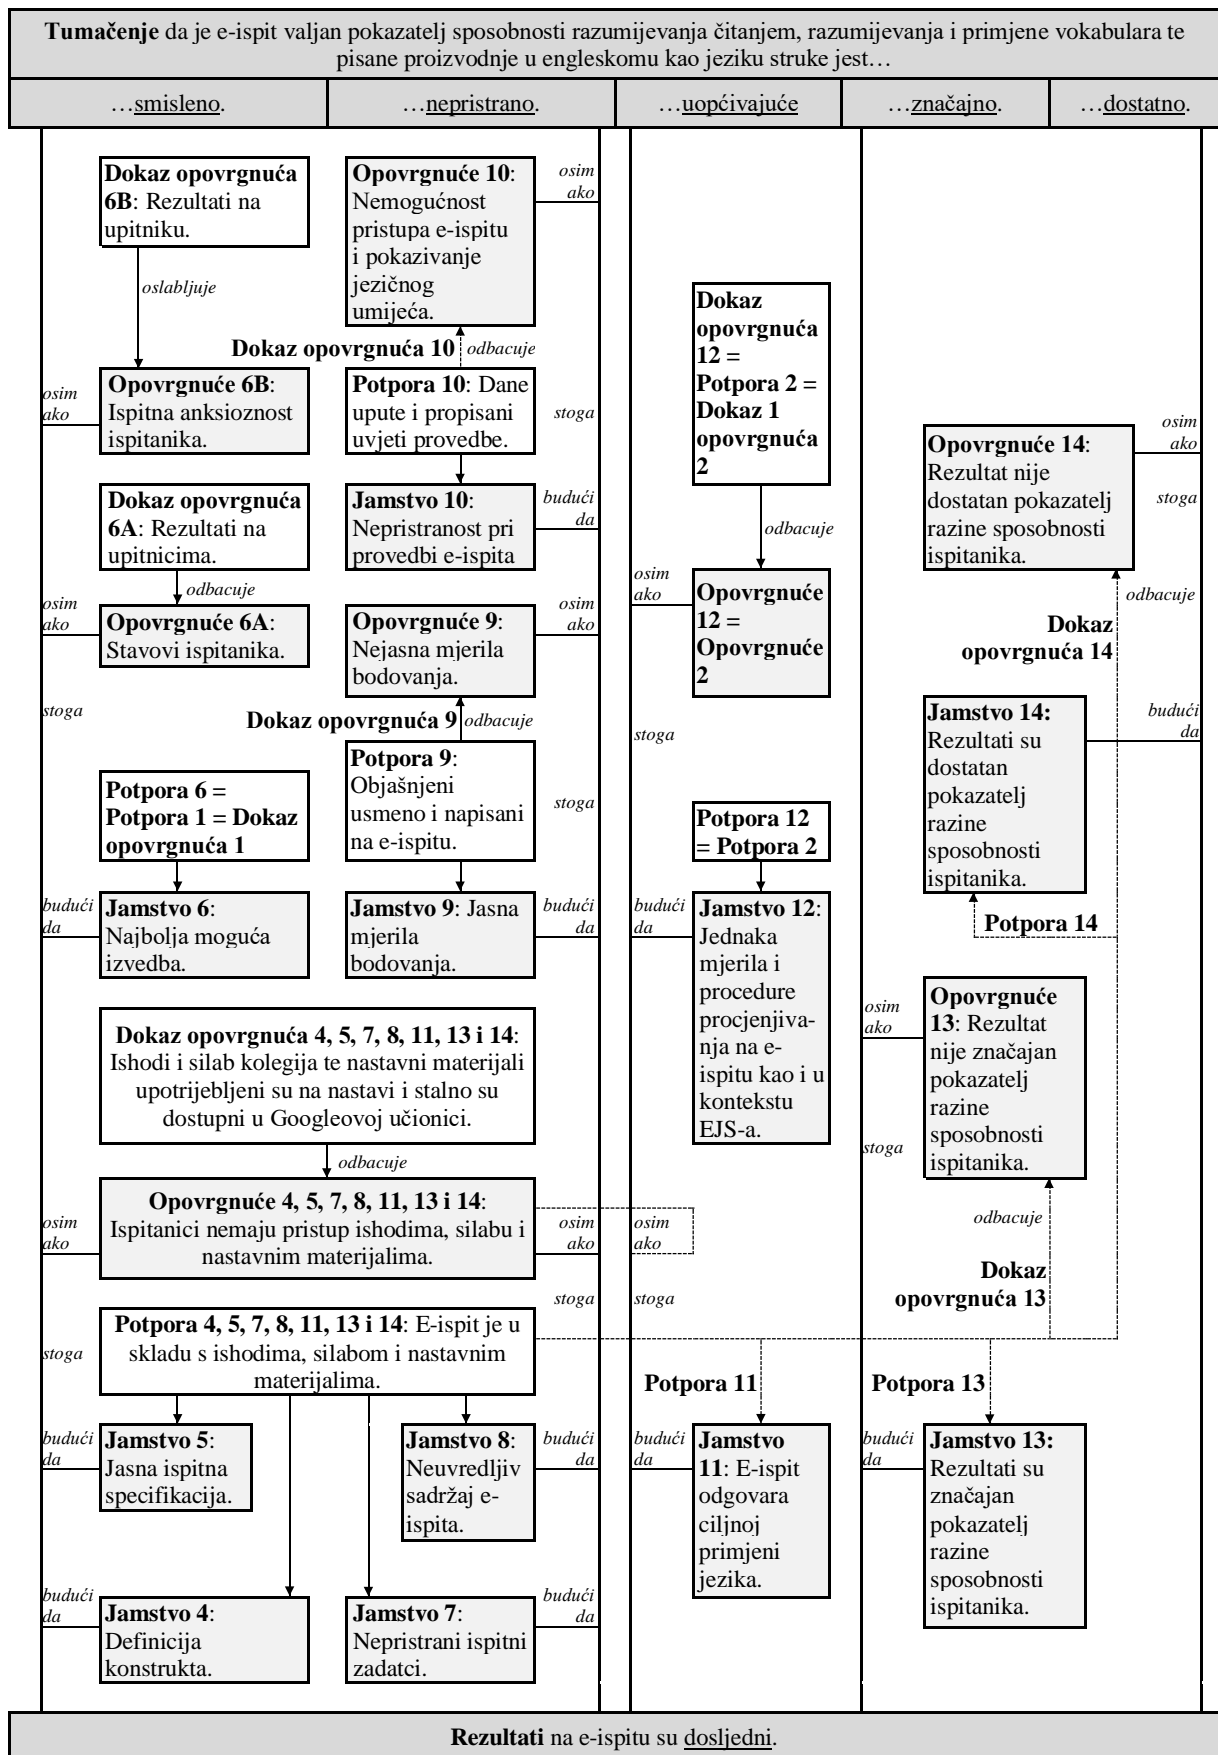 Tumačenje da je e-ispit valjan pokazatelj sposobnosti razumijevanja čitanjem, razumijevanja i primjene vokabulara te
pisane proizvodnje u engleskomu kao jeziku struke jest…
…smisleno.
…nepristrano.
…uopćivajuće
…značajno.
…dostatno.
Dokaz opovrgnuća
6B: Rezultati na
upitniku.
oslabljuje
osim
ako
Opovrgnuće 6B:
Ispitna anksioznost
ispitanika.
Dokaz opovrgnuća
6A: Rezultati na
upitnicima.
odbacuje
osim
ako
Opovrgnuće 6A:
Stavovi ispitanika.
stoga
Potpora 6 =
Potpora 1 = Dokaz
opovrgnuća 1
budući
da
Jamstvo 6:
Najbolja moguća
izvedba.
Opovrgnuće 10:
Nemogućnost
pristupa e-ispitu
i pokazivanje
jezičnog
umijeća.
osim
ako
Dokaz opovrgnuća 10
odbacuje
Potpora 10: Dane
upute i propisani
uvjeti provedbe.
stoga
Jamstvo 10:
Nepristranost pri
provedbi e-ispita
budući
da
Opovrgnuće 9:
Nejasna mjerila
bodovanja.
osim
ako
Dokaz opovrgnuća 9
odbacuje
Potpora 9:
Objašnjeni
usmeno i napisani
na e-ispitu.
stoga
Jamstvo 9: Jasna
mjerila
bodovanja.
budući
da
Dokaz opovrgnuća 4, 5, 7, 8, 11, 13 i 14:
Ishodi i silab kolegija te nastavni materijali
upotrijebljeni su na nastavi i stalno su
dostupni u Googleovoj učionici.
odbacuje
osim
ako
Opovrgnuće 4, 5, 7, 8, 11, 13 i 14:
Ispitanici nemaju pristup ishodima, silabu i
nastavnim materijalima.
osim
ako
osim
ako
stoga
stoga
stoga
Potpora 4, 5, 7, 8, 11, 13 i 14: E-ispit je u
skladu s ishodima, silabom i nastavnim
materijalima.
budući
da
Jamstvo 5:
Jasna ispitna
specifikacija.
Jamstvo 8:
Neuvredljiv
sadržaj e-
ispita.
budući
da
budući
da
Jamstvo 4:
Definicija
konstrukta.
Jamstvo 7:
Nepristrani ispitni
zadatci.
budući
da
Dokaz
opovrgnuća
12 =
Potpora 2 =
Dokaz 1
opovrgnuća
2
odbacuje
osim
ako
Opovrgnuće
12 =
Opovrgnuće
2
stoga
Potpora 12
= Potpora 2
budući
da
Jamstvo 12:
Jednaka
mjerila i
procedure
procjenjiva-
nja na e-
ispitu kao i u
kontekstu
EJS-a.
Potpora 11
budući
da
Jamstvo
11: E-ispit
odgovara
ciljnoj
primjeni
jezika.
Opovrgnuće 14:
Rezultat nije
dostatan pokazatelj
razine sposobnosti
ispitanika.
osim
ako
stoga
odbacuje
Dokaz
opovrgnuća 14
Jamstvo 14:
Rezultati su
dostatan
pokazatelj
razine
sposobnosti
ispitanika.
budući
da
Potpora 14
osim
ako
Opovrgnuće
13: Rezultat
nije značajan
pokazatelj
razine
sposobnosti
ispitanika.
stoga
odbacuje
Dokaz
opovrgnuća 13
Potpora 13
budući
da
Jamstvo 13:
Rezultati su
značajan
pokazatelj
razine
sposobnosti
ispitanika.
Rezultati na e-ispitu su dosljedni.